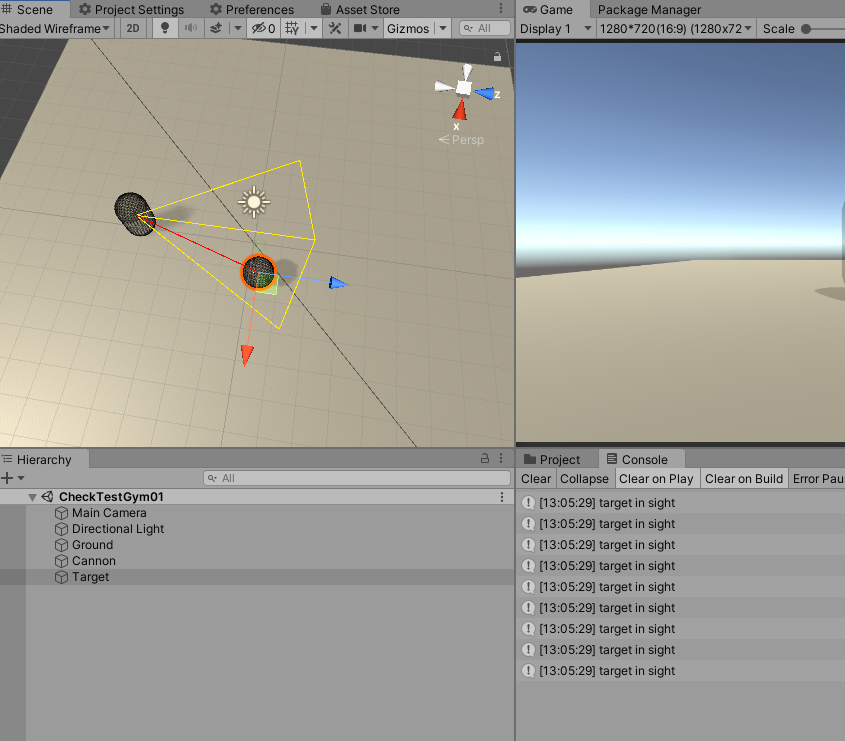 Scene Project Settings Preferences Asset Store
Game Package Manager
Shaded Wireframe 2D 0 Gizmos All
Display 1 1280*720(16:9) (1280x72 Scale
z
x
Persp
Hierarchy
All
CheckTestGym01
Main Camera
Directional Light
Ground
Cannon
Target
Project Console
Clear Collapse Clear on Play Clear on Build Error Pau
[13:05:29] target in sight
[13:05:29] target in sight
[13:05:29] target in sight
[13:05:29] target in sight
[13:05:29] target in sight
[13:05:29] target in sight
[13:05:29] target in sight
[13:05:29] target in sight
[13:05:29] target in sight